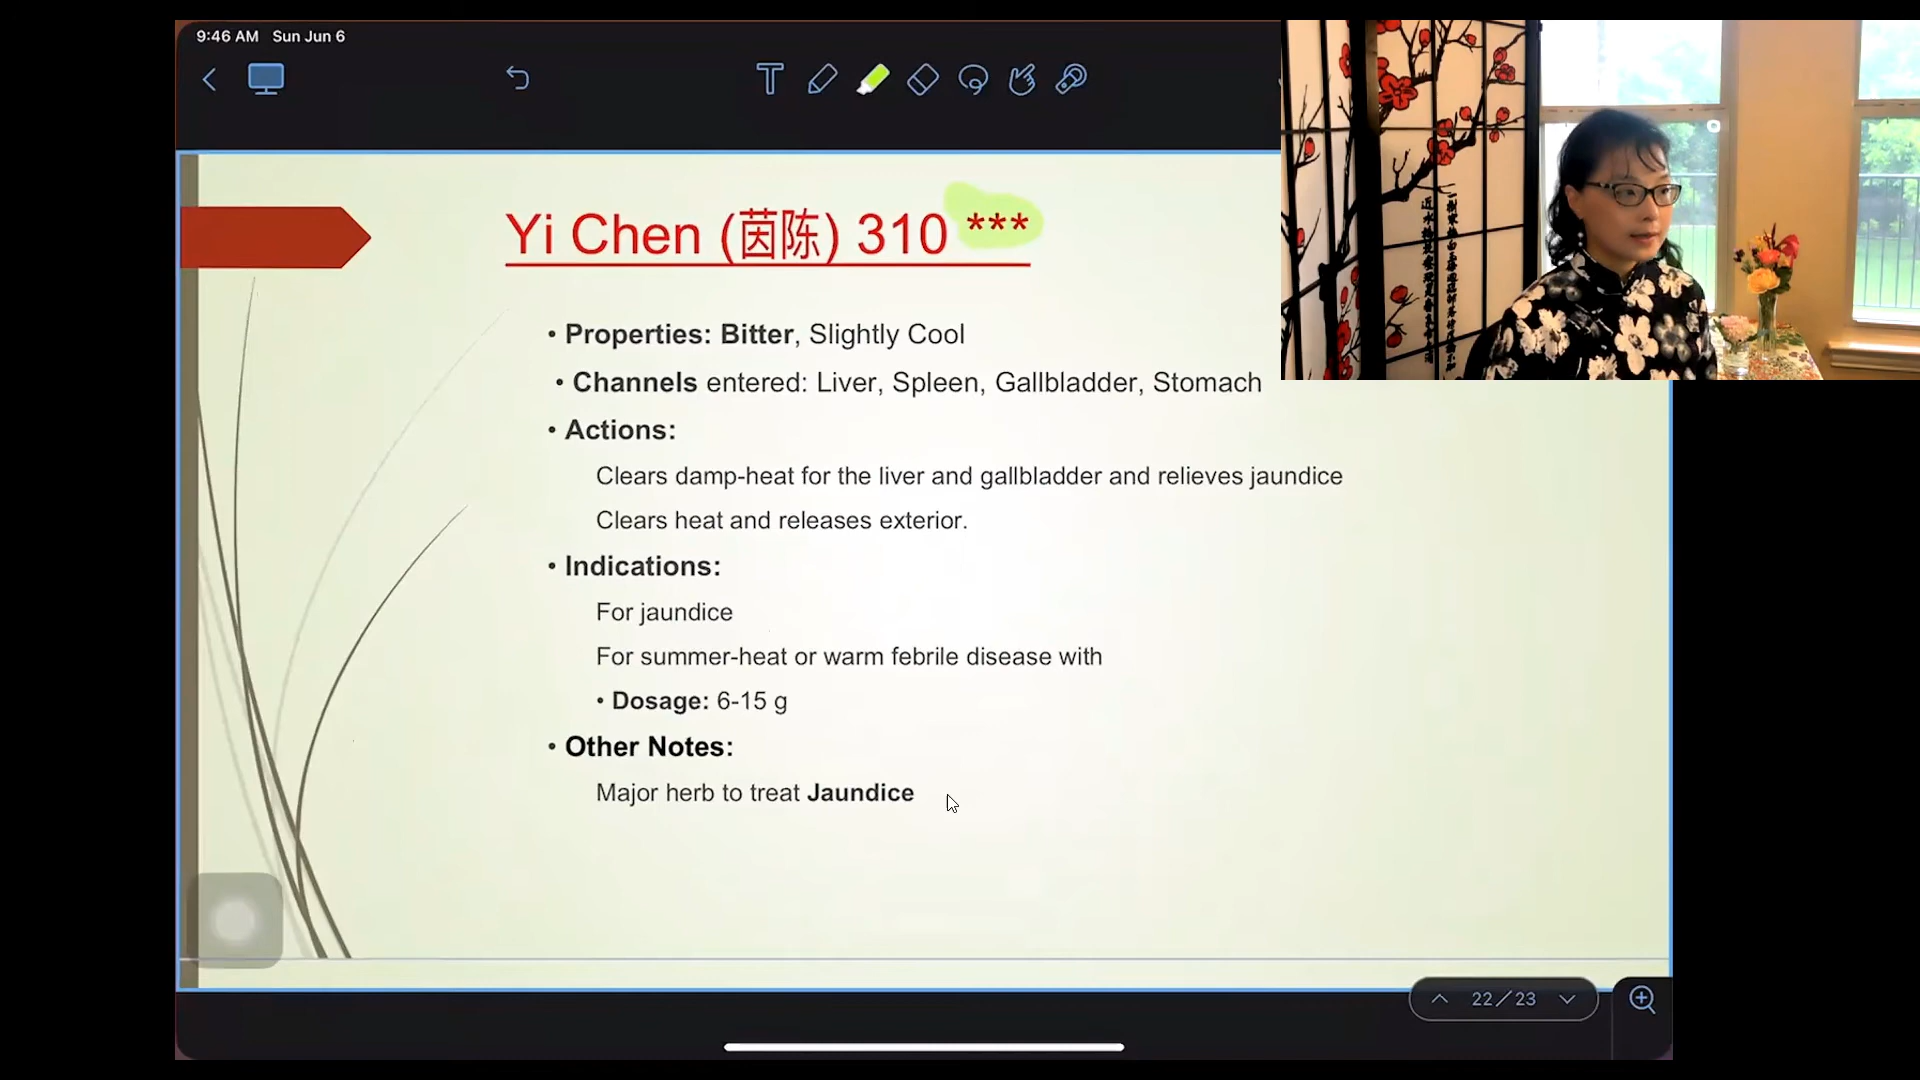 9:46 AM Sun Jun 6
Yi Chen (茵陈) 310 ***
• Properties: Bitter, Slightly Cool
• Channels entered: Liver, Spleen, Gallbladder, Stomach
• Actions:
Clears damp-heat for the liver and gallbladder and relieves jaundice
Clears heat and releases exterior.
• Indications:
For jaundice
For summer-heat or warm febrile disease with
• Dosage: 6-15 g
• Other Notes:
Major herb to treat Jaundice
22/23